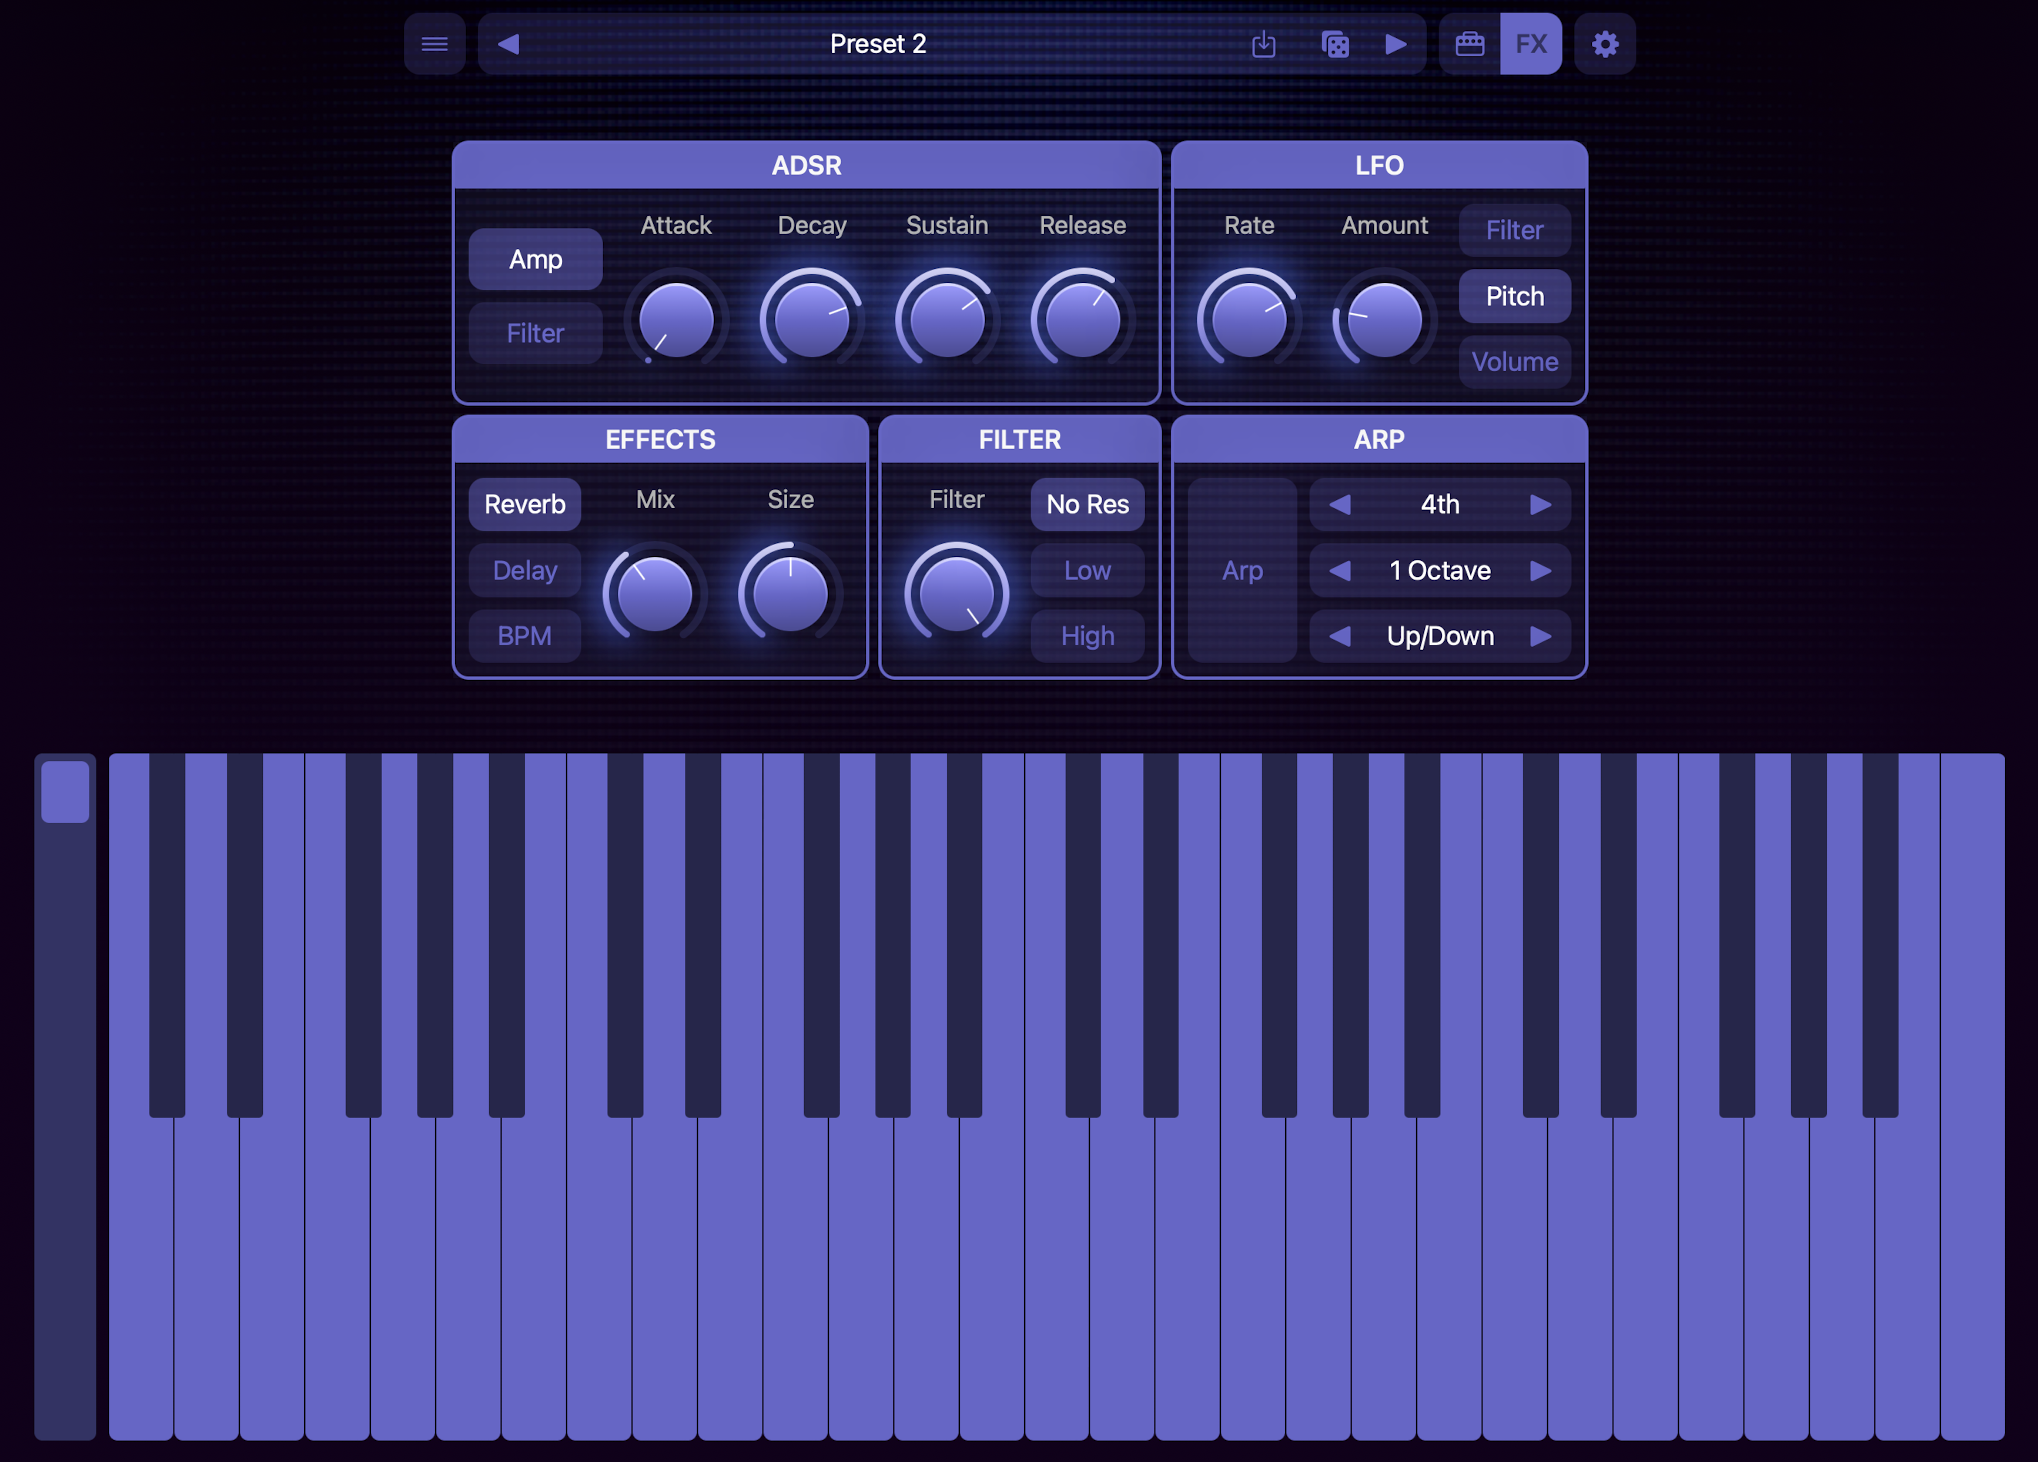 Preset 2
FX
ADSR
Amp
Filter
Attack
Decay
Sustain
Release
LFO
Rate
Amount
Filter
Pitch
Volume
EFFECTS
Reverb
Delay
BPM
Mix
Size
FILTER
Filter
No Res
Low
High
ARP
Arp
4th
1 Octave
Up/Down